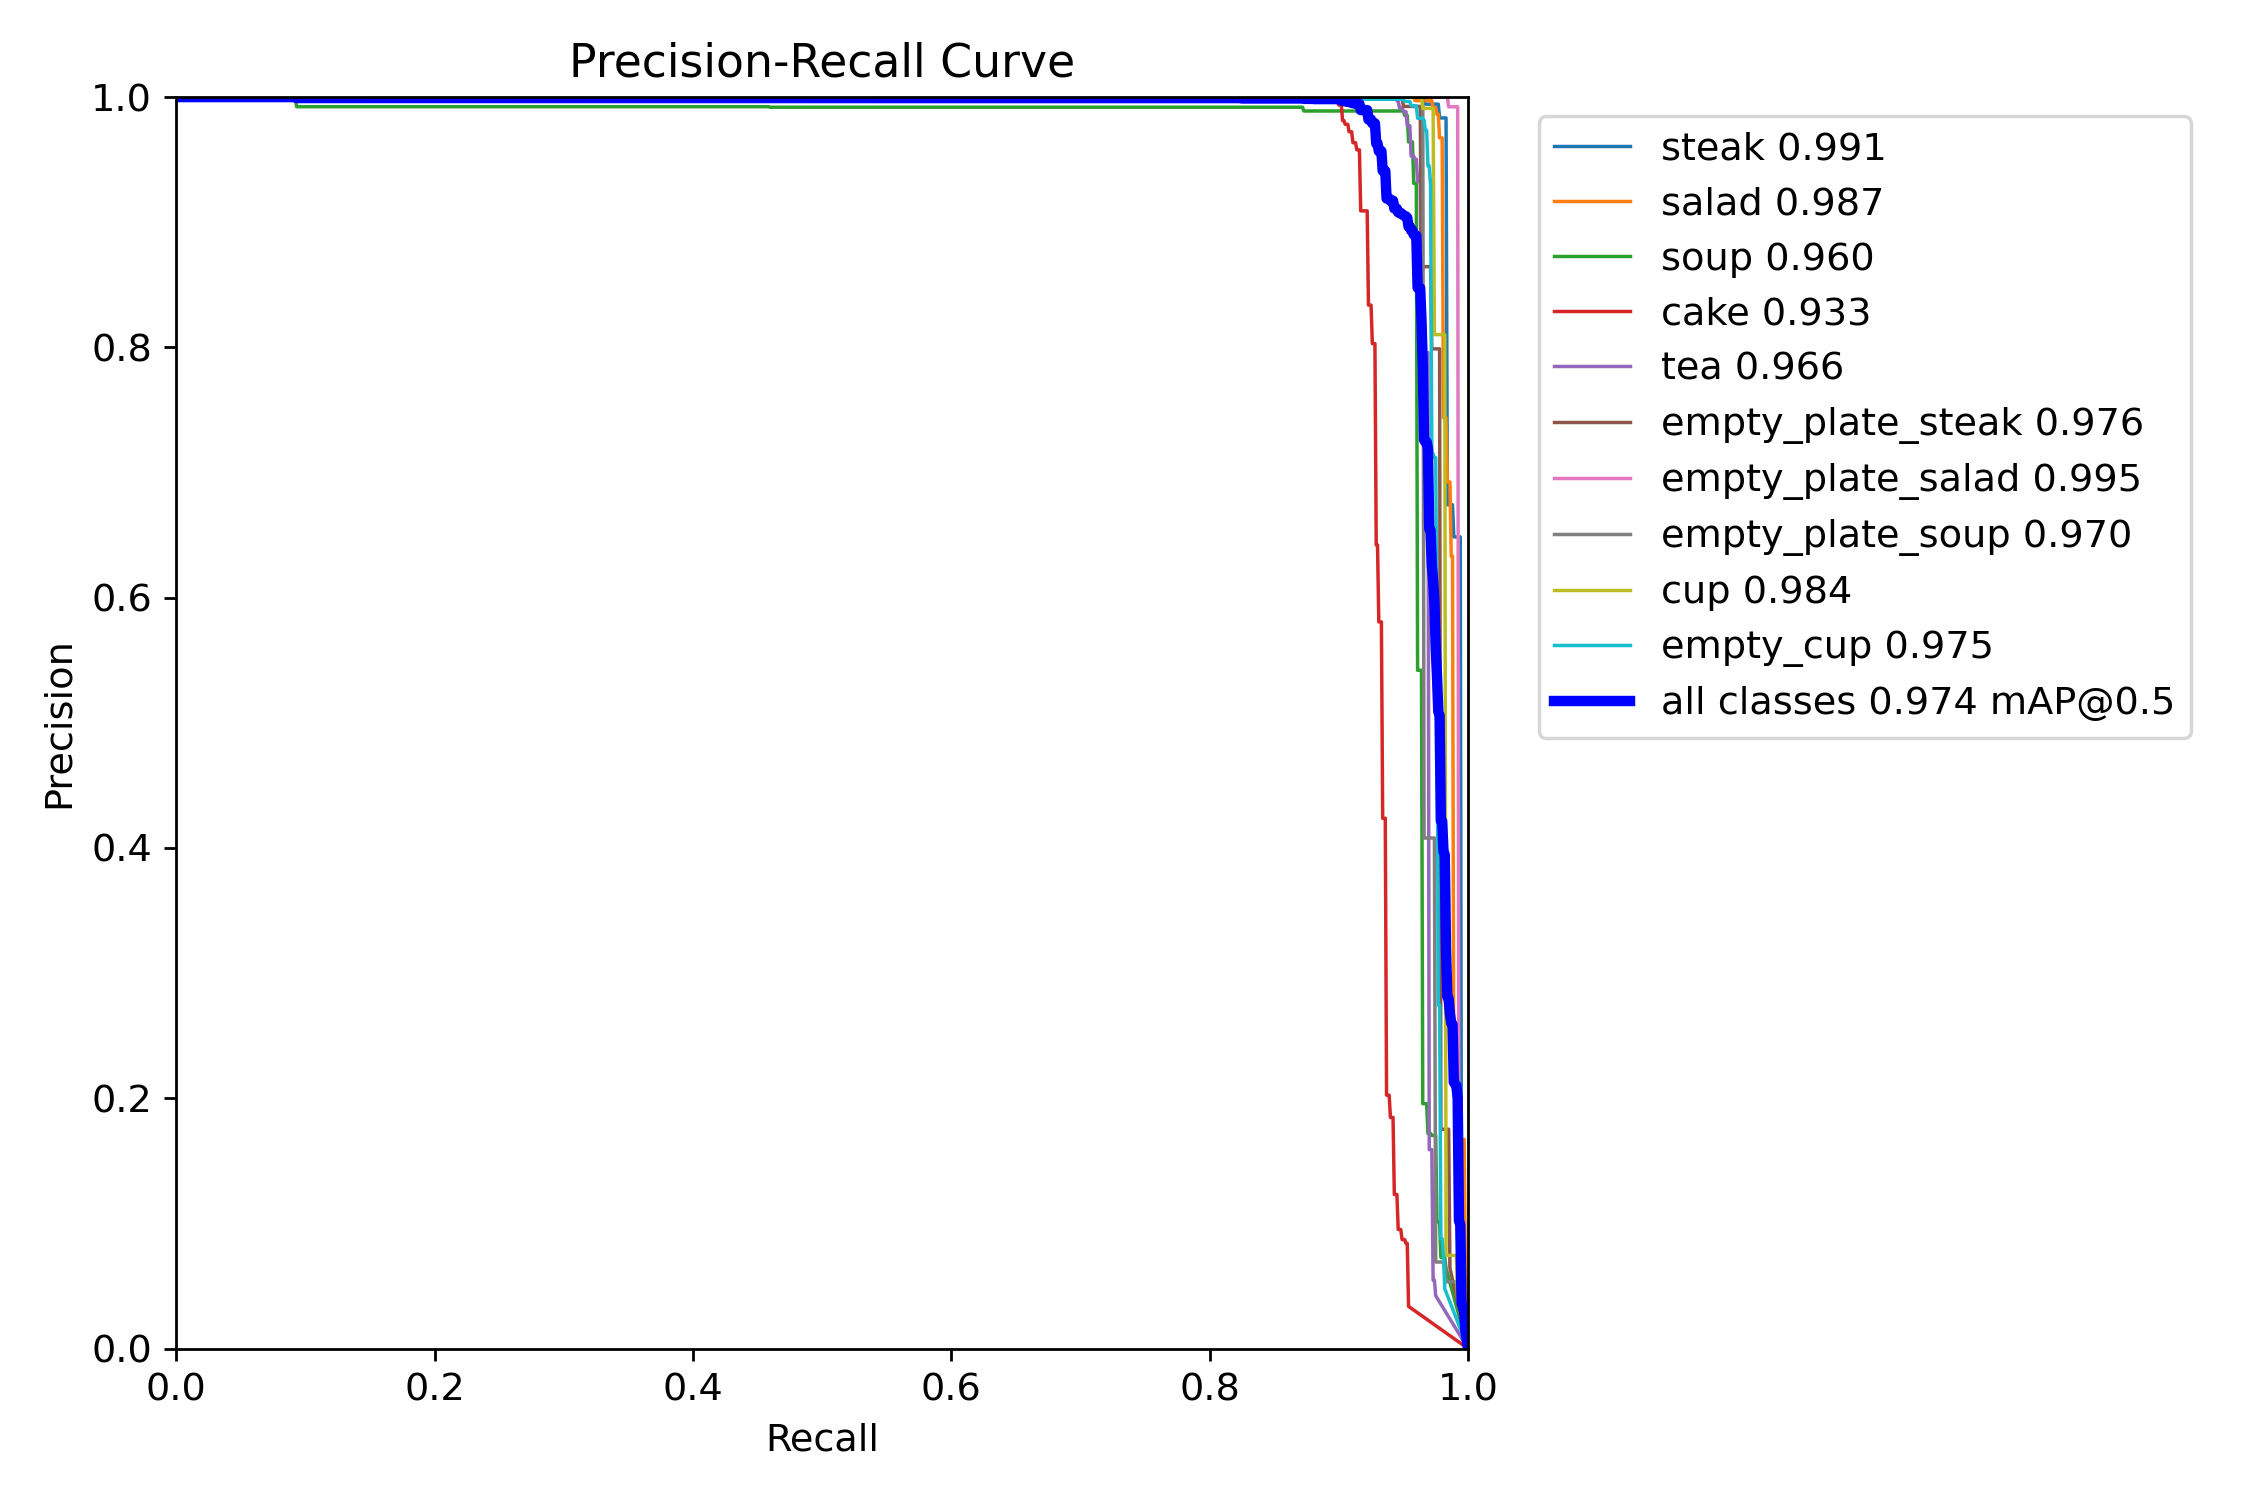 Precision-Recall Curve
1.0
0.8
0.6
0.4
0.2
0.0
Precision
0.0 0.2 0.4 0.6 0.8 1.0
Recall
steak 0.991
salad 0.987
soup 0.960
cake 0.933
tea 0.966
empty_plate_steak 0.976
empty_plate_salad 0.995
empty_plate_soup 0.970
cup 0.984
empty_cup 0.975
all classes 0.974 mAP@0.5